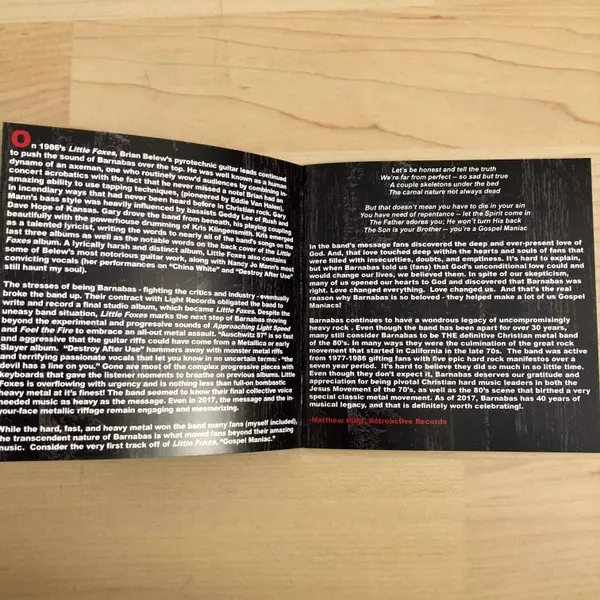 On 1986's Little Foxes, Brian Belew's pyrotechnic guitar leads continued
to push the sound of Barnabas over the top. He was well known as a human
dynamo of an axeman, one who routinely wow'd audiences by combining in-
concert acrobatics with the fact that he never missed a note! Brian had an
amazing ability to use tapping techniques, (pioneered by Eddie Van Halen),
in incendiary ways that had never been heard before in Christian rock. Gary
Mann's bass style was heavily influenced by bassists Geddy Lee of Rush and
Dave Hope of Kansas. Gary drove the band from beneath, his playing coupling
beautifully with the powerhouse drumming of Kris Klingensmith. Kris emerged
as a talented lyricist, writing the words to nearly all of the band's songs on the
last three albums as well as the notable words on the back cover of the Little
Foxes album. A lyrically harsh and distinct album, Little Foxes also contains
some of Belew's most notorious guitar work, along with Nancy Jo Mann's most
convicting vocals (her performances on "China White" and "Destroy After Use"
still haunt my soul).
The stresses of being Barnabas - fighting the critics and industry - eventually
broke the band up. Their contract with Light Records obligated the band to
write and record a final studio album, which became Little Foxes. Despite the
uneasy band situation, Little Foxes marks the next step of Barnabas moving
beyond the experimental and progressive sounds of Approaching Light Speed
and Feel the Fire to embrace an all-out metal assault. "Auschwitz 87" is so fast
and aggressive that the guitar riffs could have come from a Metallica or early
Slayer album. "Destroy After Use" hammers away with monster metal riffs
and terrifying passionate vocals that let you know in no uncertain terms: -"the
devil has a line on you." Gone are most of the complex progressive pieces with
keyboards that gave the listener moments to breathe on previous albums. Little
Foxes is overflowing with urgency and is nothing less than full-on bombastic
heavy metal at it's finest! The band seemed to know their final collective voice
needed music as heavy as the message. Even in 2017, the message and the in-
your-face metallic riffage remain engaging and mesmerizing.
While the hard, fast, and heavy metal won the band many fans (myself included),
the transcendent nature of Barnabas is what moved fans beyond their amazing
music. Consider the very first track off of Little Foxes, "Gospel Maniac."
Let's be honest and tell the truth
We're far from perfect -- so sad but true
A couple skeletons under the bed
The carnal nature not always dead
But that doesn't mean you have to die in your sin
You have need of repentance -- let the Spirit come in
The Father adores you; He won't turn His back
The Son is your Brother -- you're a Gospel Maniac
In the band's message fans discovered the deep and ever-present love of
God. And, that love touched deep within the hearts and souls of fans that
were filled with insecurities, doubts, and emptiness. It's hard to explain,
but when Barnabas told us (fans) that God's unconditional love could and
would change our lives, we believed them. In spite of our skepticism,
many of us opened our hearts to God and discovered that Barnabas was
right. Love changed everything. Love changed us. And that's the real
reason why Barnabas is so beloved - they helped make a lot of us Gospel
Maniacs!
Barnabas continues to have a wondrous legacy of uncompromisingly
heavy rock . Even though the band has been apart for over 30 years,
many still consider Barnabas to be THE definitive Christian metal band
of the 80's. In many ways they were the culmination of the great rock
movement that started in California in the late 70s. The band was active
from 1977-1986 gifting fans with five epic hard rock manifestos over a
seven year period. It's hard to believe they did so much in so little time.
Even though they don't expect it, Barnabas deserves our gratitude and
appreciation for being pivotal Christian hard music leaders in both the
Jesus Movement of the 70's, as well as the 80's scene that birthed a very
special classic metal movement. As of 2017, Barnabas has 40 years of
musical legacy, and that is definitely worth celebrating!.
-Matthew Hunt, Retroactive Records